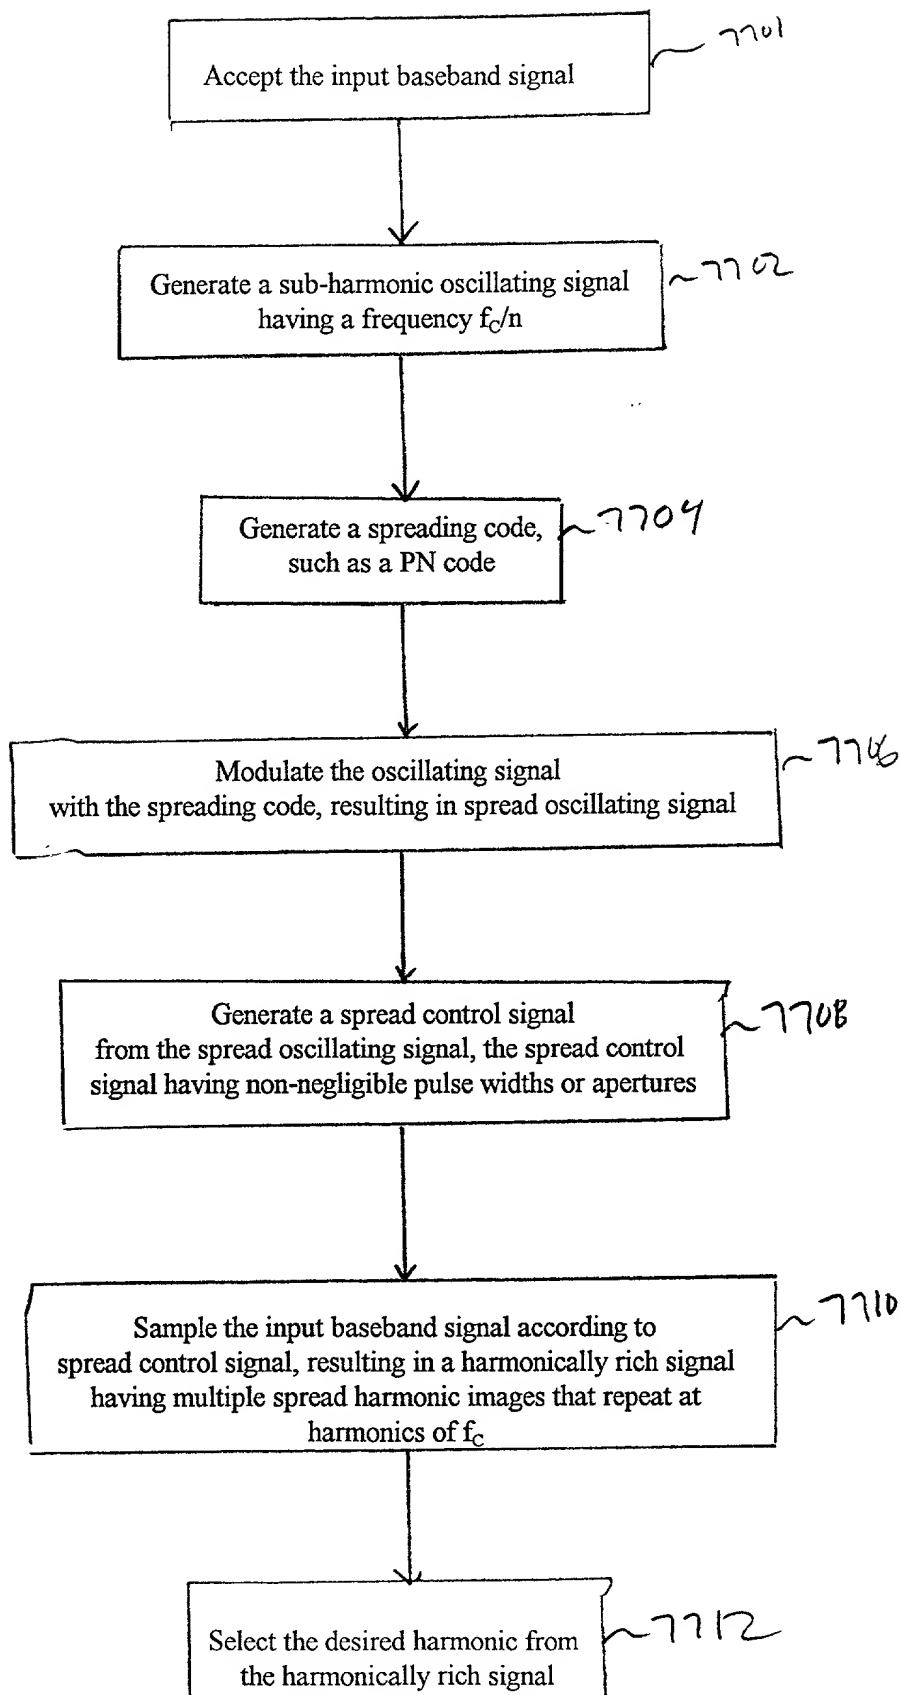 7701
Accept the input baseband signal
Generate a sub-harmonic oscillating signal
having a frequency fC/n
7702
Generate a spreading code,
such as a PN code
7704
Modulate the oscillating signal
with the spreading code, resulting in spread oscillating signal
7706
Generate a spread control signal
from the spread oscillating signal, the spread control
signal having non-negligible pulse widths or apertures
7708
Sample the input baseband signal according to
spread control signal, resulting in a harmonically rich signal
having multiple spread harmonic images that repeat at
harmonics of fC
7710
Select the desired harmonic from
the harmonically rich signal
7712